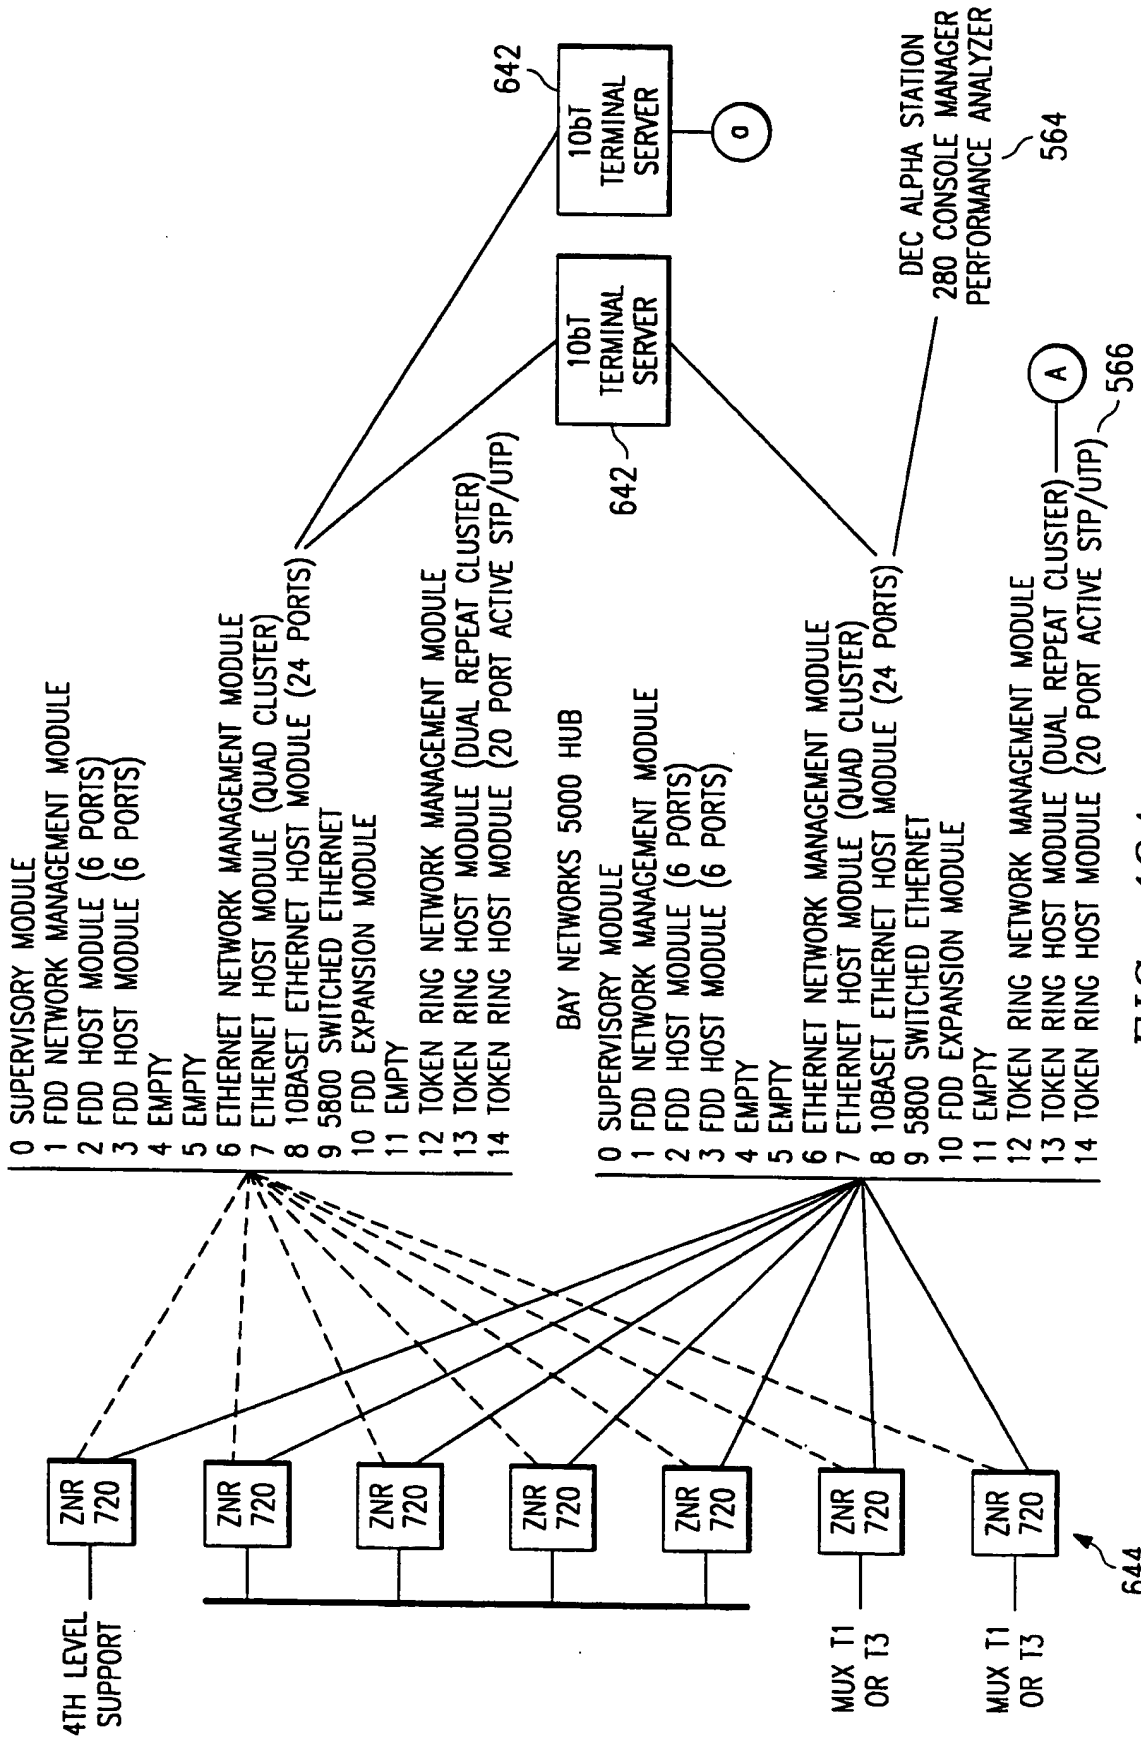 4TH LEVEL
SUPPORT
ZNR
720
ZNR
720
ZNR
720
ZNR
720
ZNR
720
MUX T1
OR T3
ZNR
720
MUX T1
OR T3
ZNR
720
644
0 SUPERVISORY MODULE
1 FDD NETWORK MANAGEMENT MODULE
2 FDD HOST MODULE (6 PORTS)
3 FDD HOST MODULE (6 PORTS)
4 EMPTY
5 EMPTY
6 ETHERNET NETWORK MANAGEMENT MODULE
7 ETHERNET HOST MODULE (QUAD CLUSTER)
8 10BASET ETHERNET HOST MODULE (24 PORTS)
9 5800 SWITCHED ETHERNET
10 FDD EXPANSION MODULE
11 EMPTY
12 TOKEN RING NETWORK MANAGEMENT MODULE
13 TOKEN RING HOST MODULE (DUAL REPEAT CLUSTER)
14 TOKEN RING HOST MODULE (20 PORT ACTIVE STP/UTP)
BAY NETWORKS 5000 HUB
0 SUPERVISORY MODULE
1 FDD NETWORK MANAGEMENT MODULE
2 FDD HOST MODULE (6 PORTS)
3 FDD HOST MODULE (6 PORTS)
4 EMPTY
5 EMPTY
6 ETHERNET NETWORK MANAGEMENT MODULE
7 ETHERNET HOST MODULE (QUAD CLUSTER)
8 10BASET ETHERNET HOST MODULE (24 PORTS)
9 5800 SWITCHED ETHERNET
10 FDD EXPANSION MODULE
11 EMPTY
12 TOKEN RING NETWORK MANAGEMENT MODULE
13 TOKEN RING HOST MODULE (DUAL REPEAT CLUSTER)
14 TOKEN RING HOST MODULE (20 PORT ACTIVE STP/UTP)
A
566
10bT
TERMINAL
SERVER
642
10bT
TERMINAL
SERVER
642
a
DEC ALPHA STATION
280 CONSOLE MANAGER
PERFORMANCE ANALYZER
564